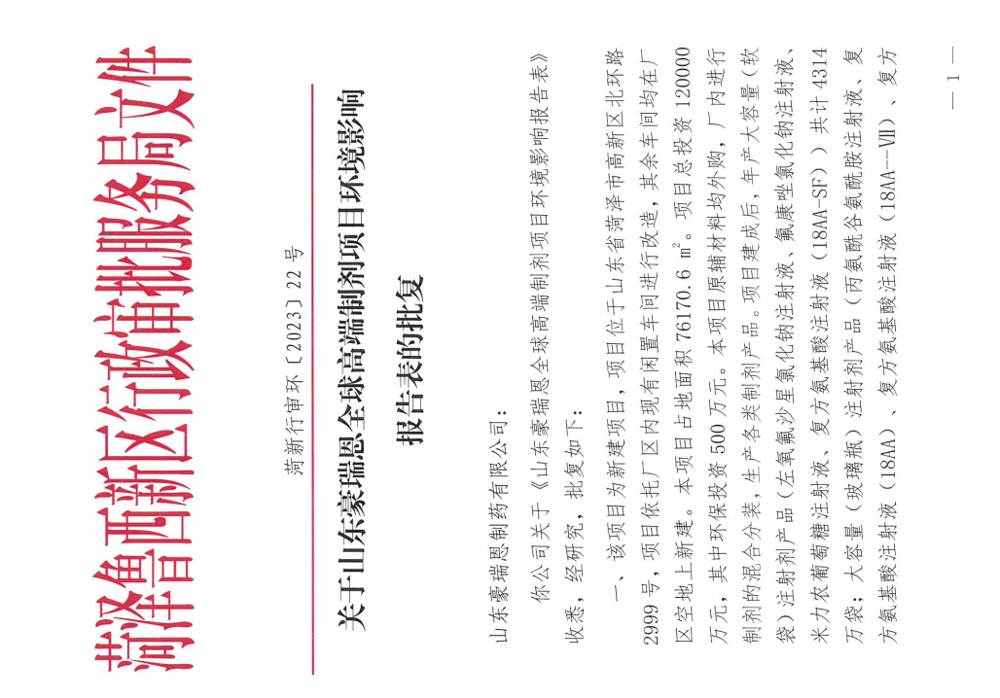 菏泽鲁西新区行政审批服务局文件
菏新行审环〔2023〕22号
关于山东豪瑞恩全球高端制剂项目环境影响
报告表的批复
山东豪瑞恩制药有限公司：
你公司关于《山东豪瑞恩全球高端制剂项目环境影响报告表》
收悉，经研究，批复如下：
一、该项目为新建项目，项目位于山东省菏泽市高新区北环路
2999号，项目依托厂区内现有闲置车间进行改造，其余车间均在厂
区空地上新建。本项目占地面积76170.6 m²。项目总投资120000
万元，其中环保投资500万元。本项目原辅材料均外购，厂内进行
制剂的混合分装，生产各类制剂产品。项目建成后，年产大容量（软
袋）注射剂产品（左氧氟沙星氯化钠注射液、氟康唑氯化钠注射液、
米力农葡萄糖注射液、复方氨基酸注射液（18AA-SF））共计4314
万袋；大容量（玻璃瓶）注射剂产品（丙氨酰谷氨酰胺注射液、复
方氨基酸注射液（18AA）、复方氨基酸注射液（18AA—Ⅶ）、复方
— 1 —